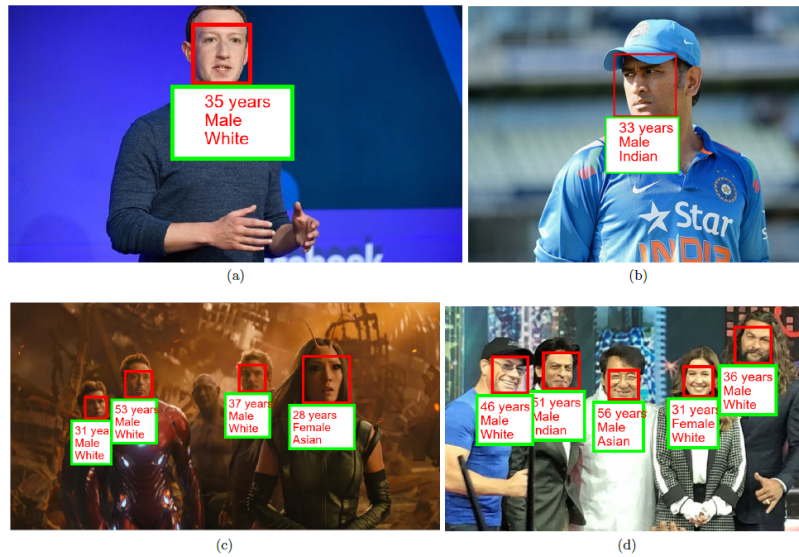 35 years
Male
White
33 years
Male
Indian
Star
INDIA
(a)
(b)
31 yea
Male
White
53 years
Male
White
37 years
Male
White
28 years
Female
Asian
46 years
Male
White
51 years
Male
Indian
56 years
Male
Asian
31 years
Female
White
36 years
Male
White
(c)
(d)